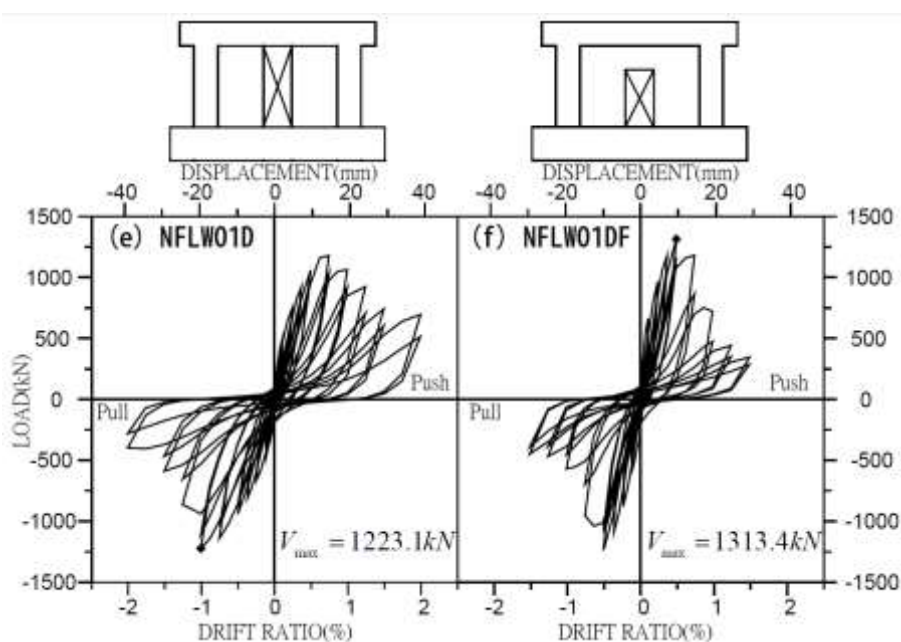 DISPLACEMENT(mm) DISPLACEMENT(mm)
-40 -20 0 20 40 -40 -20 0 20 40
1500 (e) NFLW01D (f) NFLW01DF 1500
1000 1000
500 500
LOAD(kN) 0 Pull Push Pull Push 0
-500 -500
-1000 -1000
Vmax = 1223.1kN Vmax = 1313.4kN
-1500 -1500
-2 -1 0 1 2 -2 -1 0 1 2
DRIFT RATIO(%) DRIFT RATIO(%)